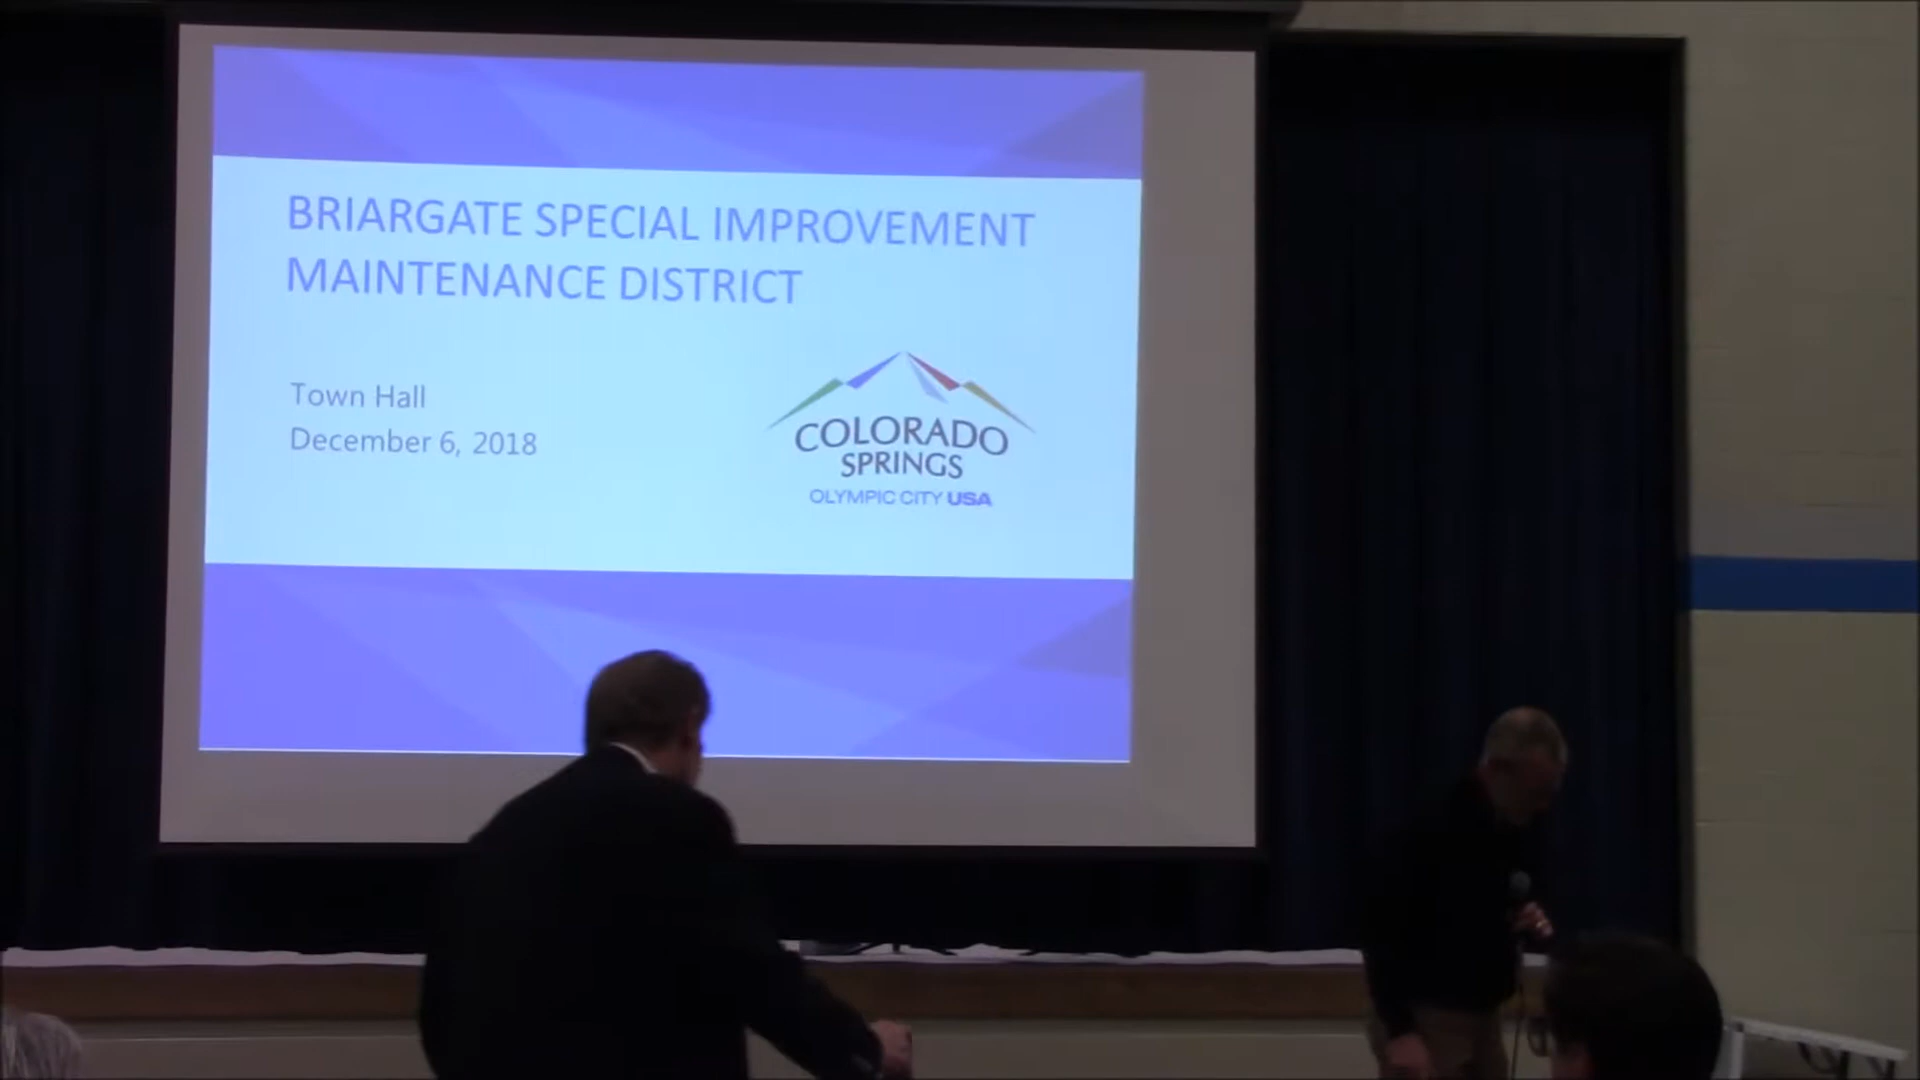 BRIARGATE SPECIAL IMPROVEMENT
MAINTENANCE DISTRICT
Town Hall
December 6, 2018
COLORADO
SPRINGS
OLYMPIC CITY USA